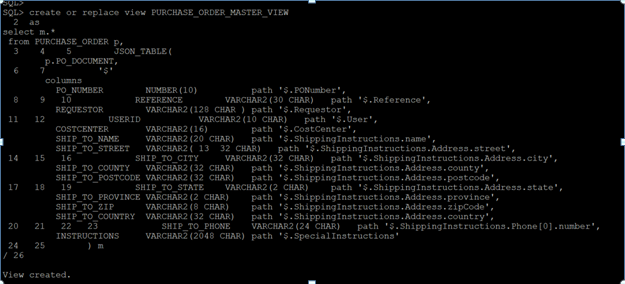 SQL>
SQL> create or replace view PURCHASE_ORDER_MASTER_VIEW
2 as
select m.*
from PURCHASE_ORDER p,
3 4 5 JSON_TABLE(
p.PO_DOCUMENT,
6 7 '$'
columns
PO_NUMBER NUMBER(10) path '$.PONumber',
8 9 10 REFERENCE VARCHAR2(30 CHAR) path '$.Reference',
REQUESTOR VARCHAR2(128 CHAR ) path '$.Requestor',
11 12 USERID VARCHAR2(10 CHAR) path '$.User',
COSTCENTER VARCHAR2(16) path '$.CostCenter',
SHIP_TO_NAME VARCHAR2(20 CHAR) path '$.ShippingInstructions.name',
SHIP_TO_STREET VARCHAR2( 13 32 CHAR) path '$.ShippingInstructions.Address.street',
14 15 16 SHIP_TO_CITY VARCHAR2(32 CHAR) path '$.ShippingInstructions.Address.city',
SHIP_TO_COUNTY VARCHAR2(32 CHAR) path '$.ShippingInstructions.Address.county',
SHIP_TO_POSTCODE VARCHAR2(32 CHAR) path '$.ShippingInstructions.Address.postcode',
17 18 19 SHIP_TO_STATE VARCHAR2(2 CHAR) path '$.ShippingInstructions.Address.state',
SHIP_TO_PROVINCE VARCHAR2(2 CHAR) path '$.ShippingInstructions.Address.province',
SHIP_TO_ZIP VARCHAR2(8 CHAR) path '$.ShippingInstructions.Address.zipCode',
SHIP_TO_COUNTRY VARCHAR2(32 CHAR) path '$.ShippingInstructions.Address.country',
20 21 22 23 SHIP_TO_PHONE VARCHAR2(24 CHAR) path '$.ShippingInstructions.Phone[0].number',
INSTRUCTIONS VARCHAR2(2048 CHAR) path '$.SpecialInstructions'
24 25 ) m
/ 26
View created.